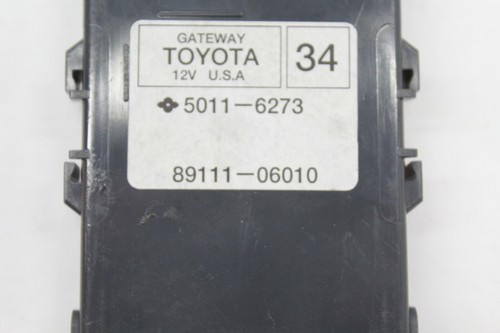 GATEWAY
TOYOTA 34
12V U.S.A
5011-6273
89111-06010